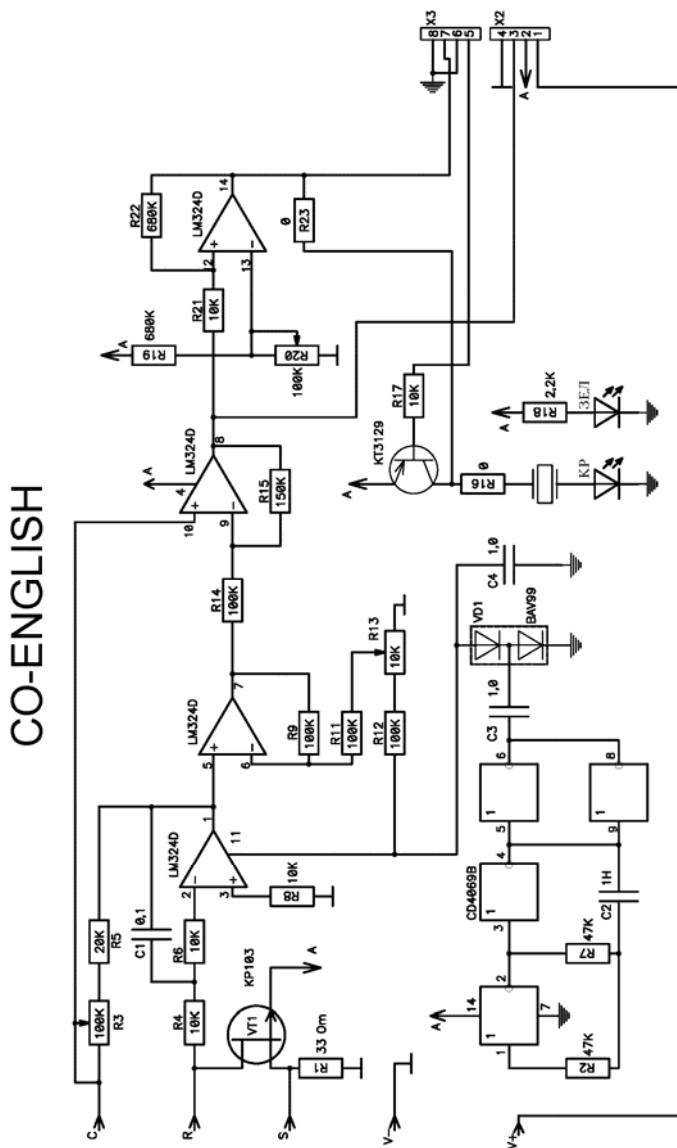 CO-ENGLISH
C
R
S
V-
V+
R3
100K
R5
20K
C1
0,1
R4
10K
R6
10K
KP103
VT1
A
R1
33 Om
LM324D
2
3
1
11
R8
10K
LM324D
5
6
7
R9
100K
R11
100K
R12
100K
R13
10K
R14
100K
LM324D
10
9
4
8
A
R15
150K
A
R19
680K
R20
100K
R21
10K
R22
680K
LM324D
12
13
14
R23
0
KT3129
A
R17
10K
R16
0
КР
A
R18
2,2K
ЗЕЛ
X3
8
7
6
5
X2
4
3
2
1
A
A
14
1
1
2
7
R2
47K
R7
47K
CD4069B
3
1
4
C2
1H
5
1
6
9
1
8
C3
1,0
VD1
BAV99
C4
1,0